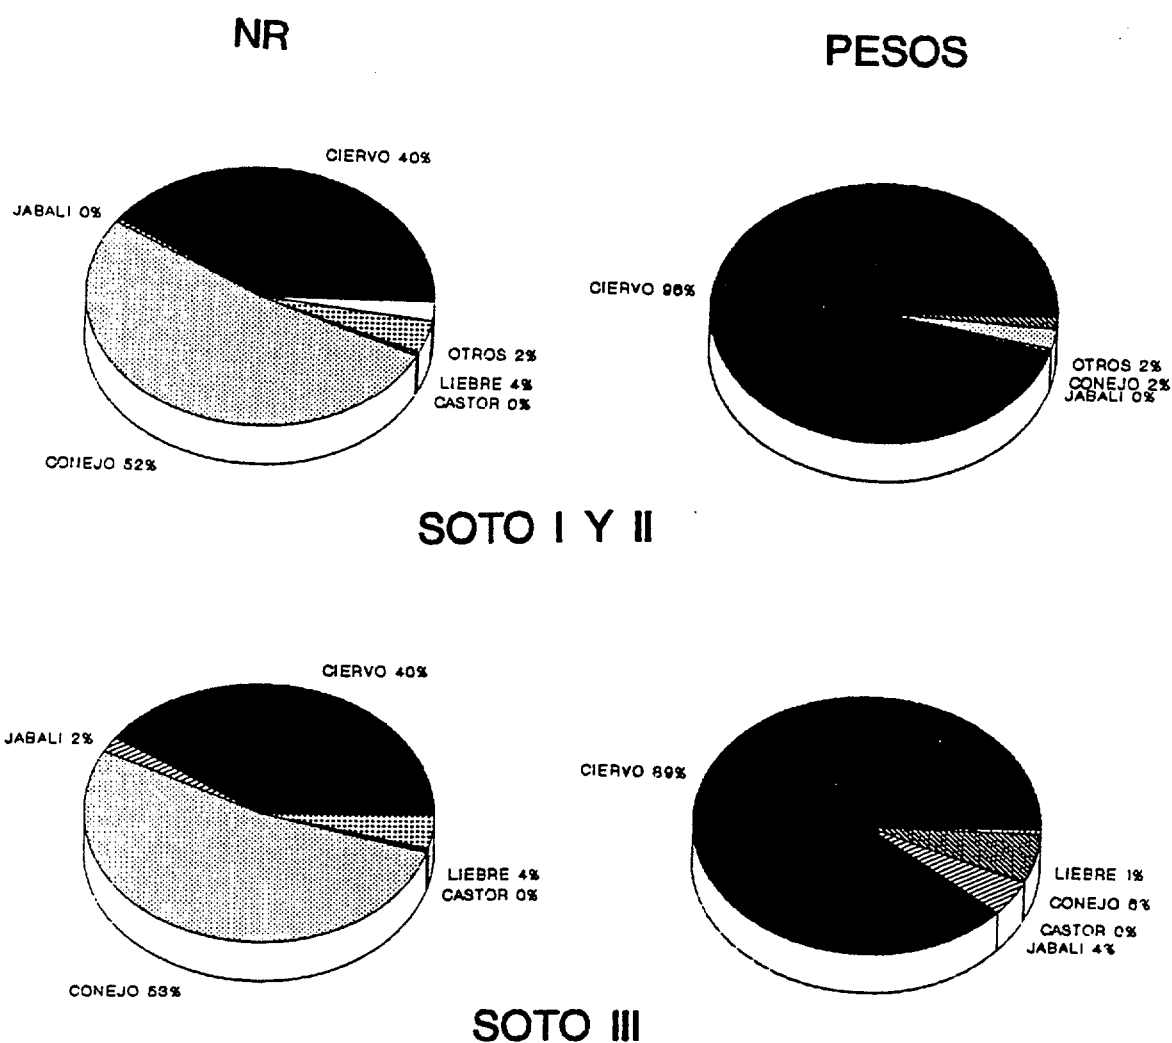 NR
PESOS
CIERVO 40%
JABALI 0%
OTROS 2%
LIEBRE 4%
CASTOR 0%
CONEJO 52%
CIERVO 96%
OTROS 2%
CONEJO 2%
JABALI 0%
SOTO I Y II
CIERVO 40%
JABALI 2%
LIEBRE 4%
CASTOR 0%
CONEJO 53%
CIERVO 89%
LIEBRE 1%
CONEJO 6%
CASTOR 0%
JABALI 4%
SOTO III